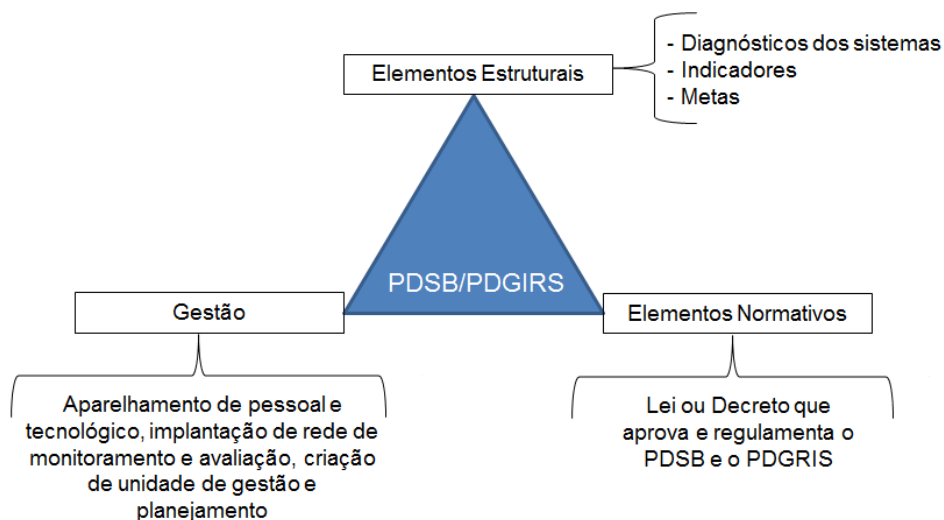 Elementos Estruturais
- Diagnósticos dos sistemas
- Indicadores
- Metas
PDSB/PDGIRS
Gestão
Aparelhamento de pessoal e
tecnológico, implantação de rede de
monitoramento e avaliação, criação
de unidade de gestão e
planejamento
Elementos Normativos
Lei ou Decreto que
aprova e regulamenta o
PDSB e o PDGRIS